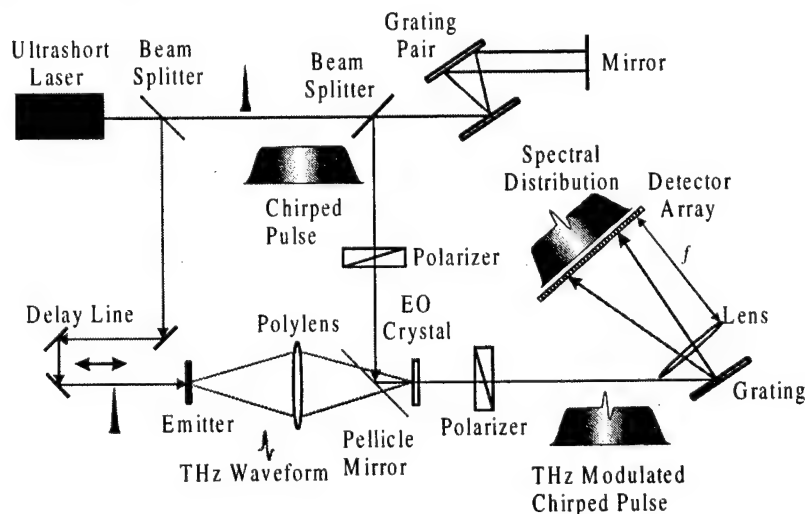 Ultrashort
Laser
Beam
Splitter
Beam
Splitter
Grating
Pair
Mirror
Chirped
Pulse
Spectral
Distribution
Detector
Array
f
Polarizer
EO
Crystal
Lens
Delay Line
Polylens
Emitter
THz Waveform
Pellicle
Mirror
Polarizer
Grating
THz Modulated
Chirped Pulse